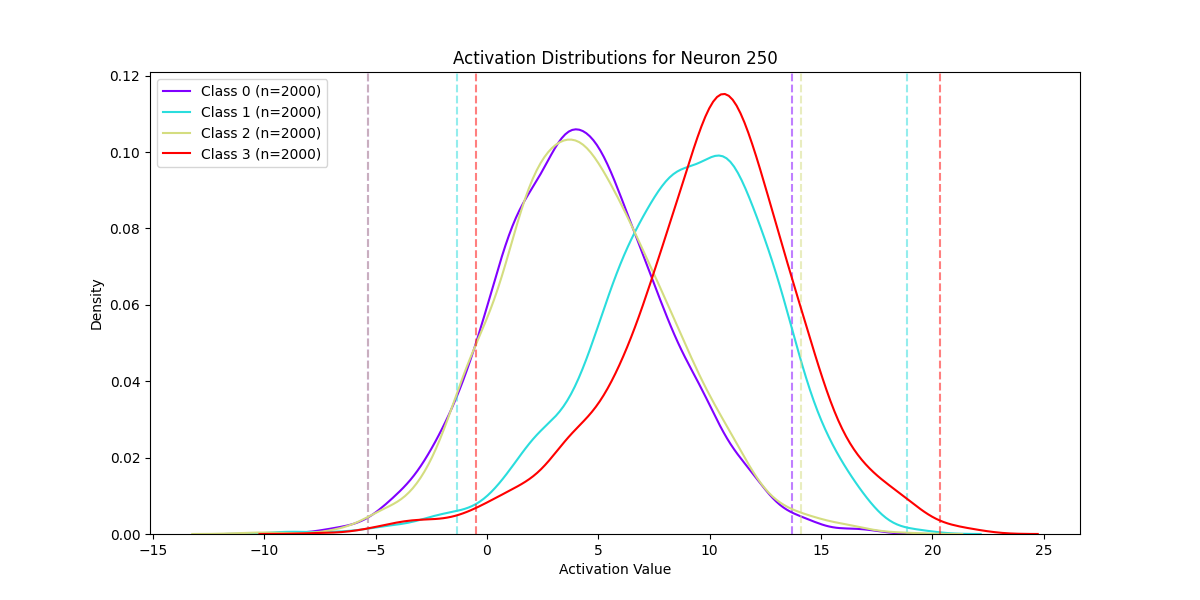 Activation Distributions for Neuron 250
Class 0 (n=2000)
Class 1 (n=2000)
Class 2 (n=2000)
Class 3 (n=2000)
Density
0.12
0.10
0.08
0.06
0.04
0.02
0.00
−15 −10 −5 0 5 10 15 20 25
Activation Value